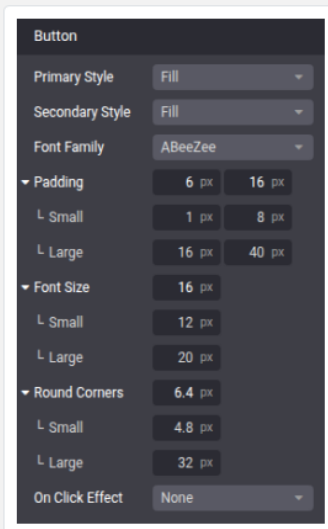 Button
Primary Style Fill
Secondary Style Fill
Font Family ABeeZee
Padding 6 px 16 px
Small 1 px 8 px
Large 16 px 40 px
Font Size 16 px
Small 12 px
Large 20 px
Round Corners 6.4 px
Small 4.8 px
Large 32 px
On Click Effect None